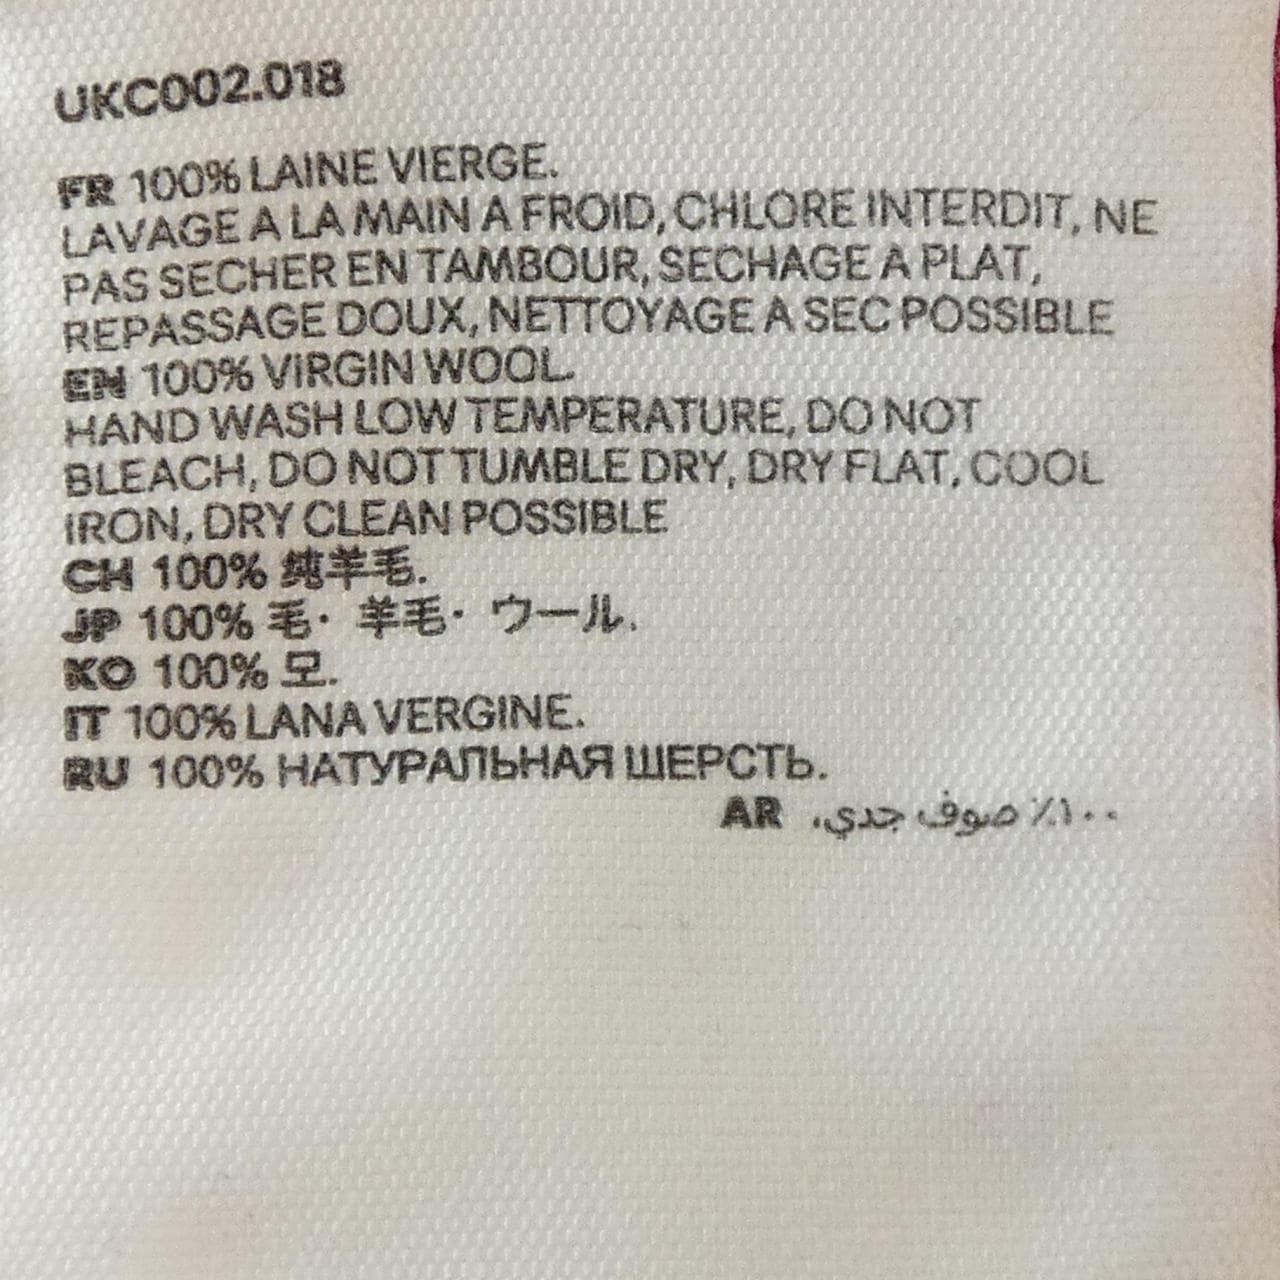 UKC002.018
FR 100% LAINE VIERGE.
LAVAGE A LA MAIN A FROID, CHLORE INTERDIT, NE
PAS SECHER EN TAMBOUR, SECHAGE A PLAT,
REPASSAGE DOUX, NETTOYAGE A SEC POSSIBLE
EN 100% VIRGIN WOOL.
HAND WASH LOW TEMPERATURE, DO NOT
BLEACH, DO NOT TUMBLE DRY, DRY FLAT, COOL
IRON, DRY CLEAN POSSIBLE
CH 100% 纯羊毛.
JP 100% 毛· 羊毛· ウール.
KO 100% 모.
IT 100% LANA VERGINE.
RU 100% НАТУРАЛЬНАЯ ШЕРСТЬ.
AR ١٠٠٪ صوف جدي.